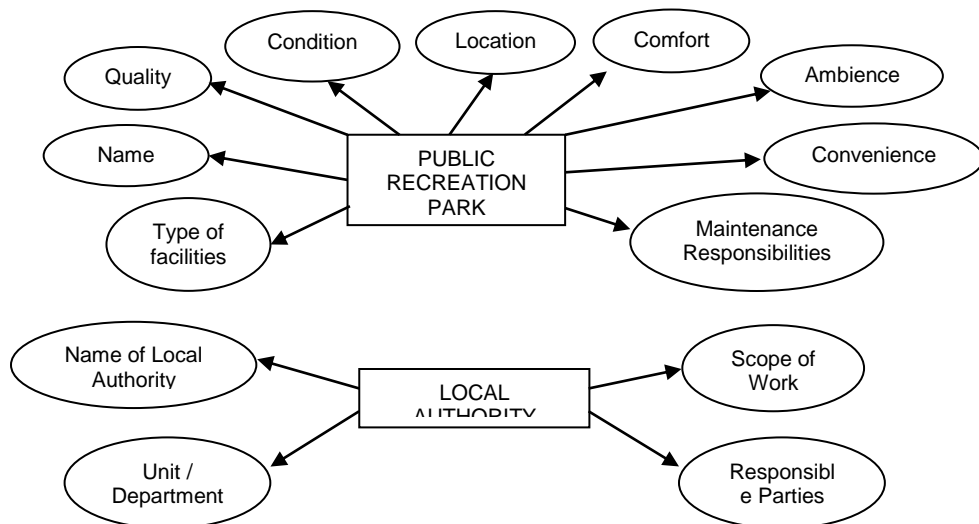 Condition
Location
Comfort
Quality
Ambience
Name
PUBLIC
RECREATION
PARK
Convenience
Type of
facilities
Maintenance
Responsibilities
Name of Local
Authority
LOCAL
AUTHORITY
Scope of
Work
Unit /
Department
Responsibl
e Parties